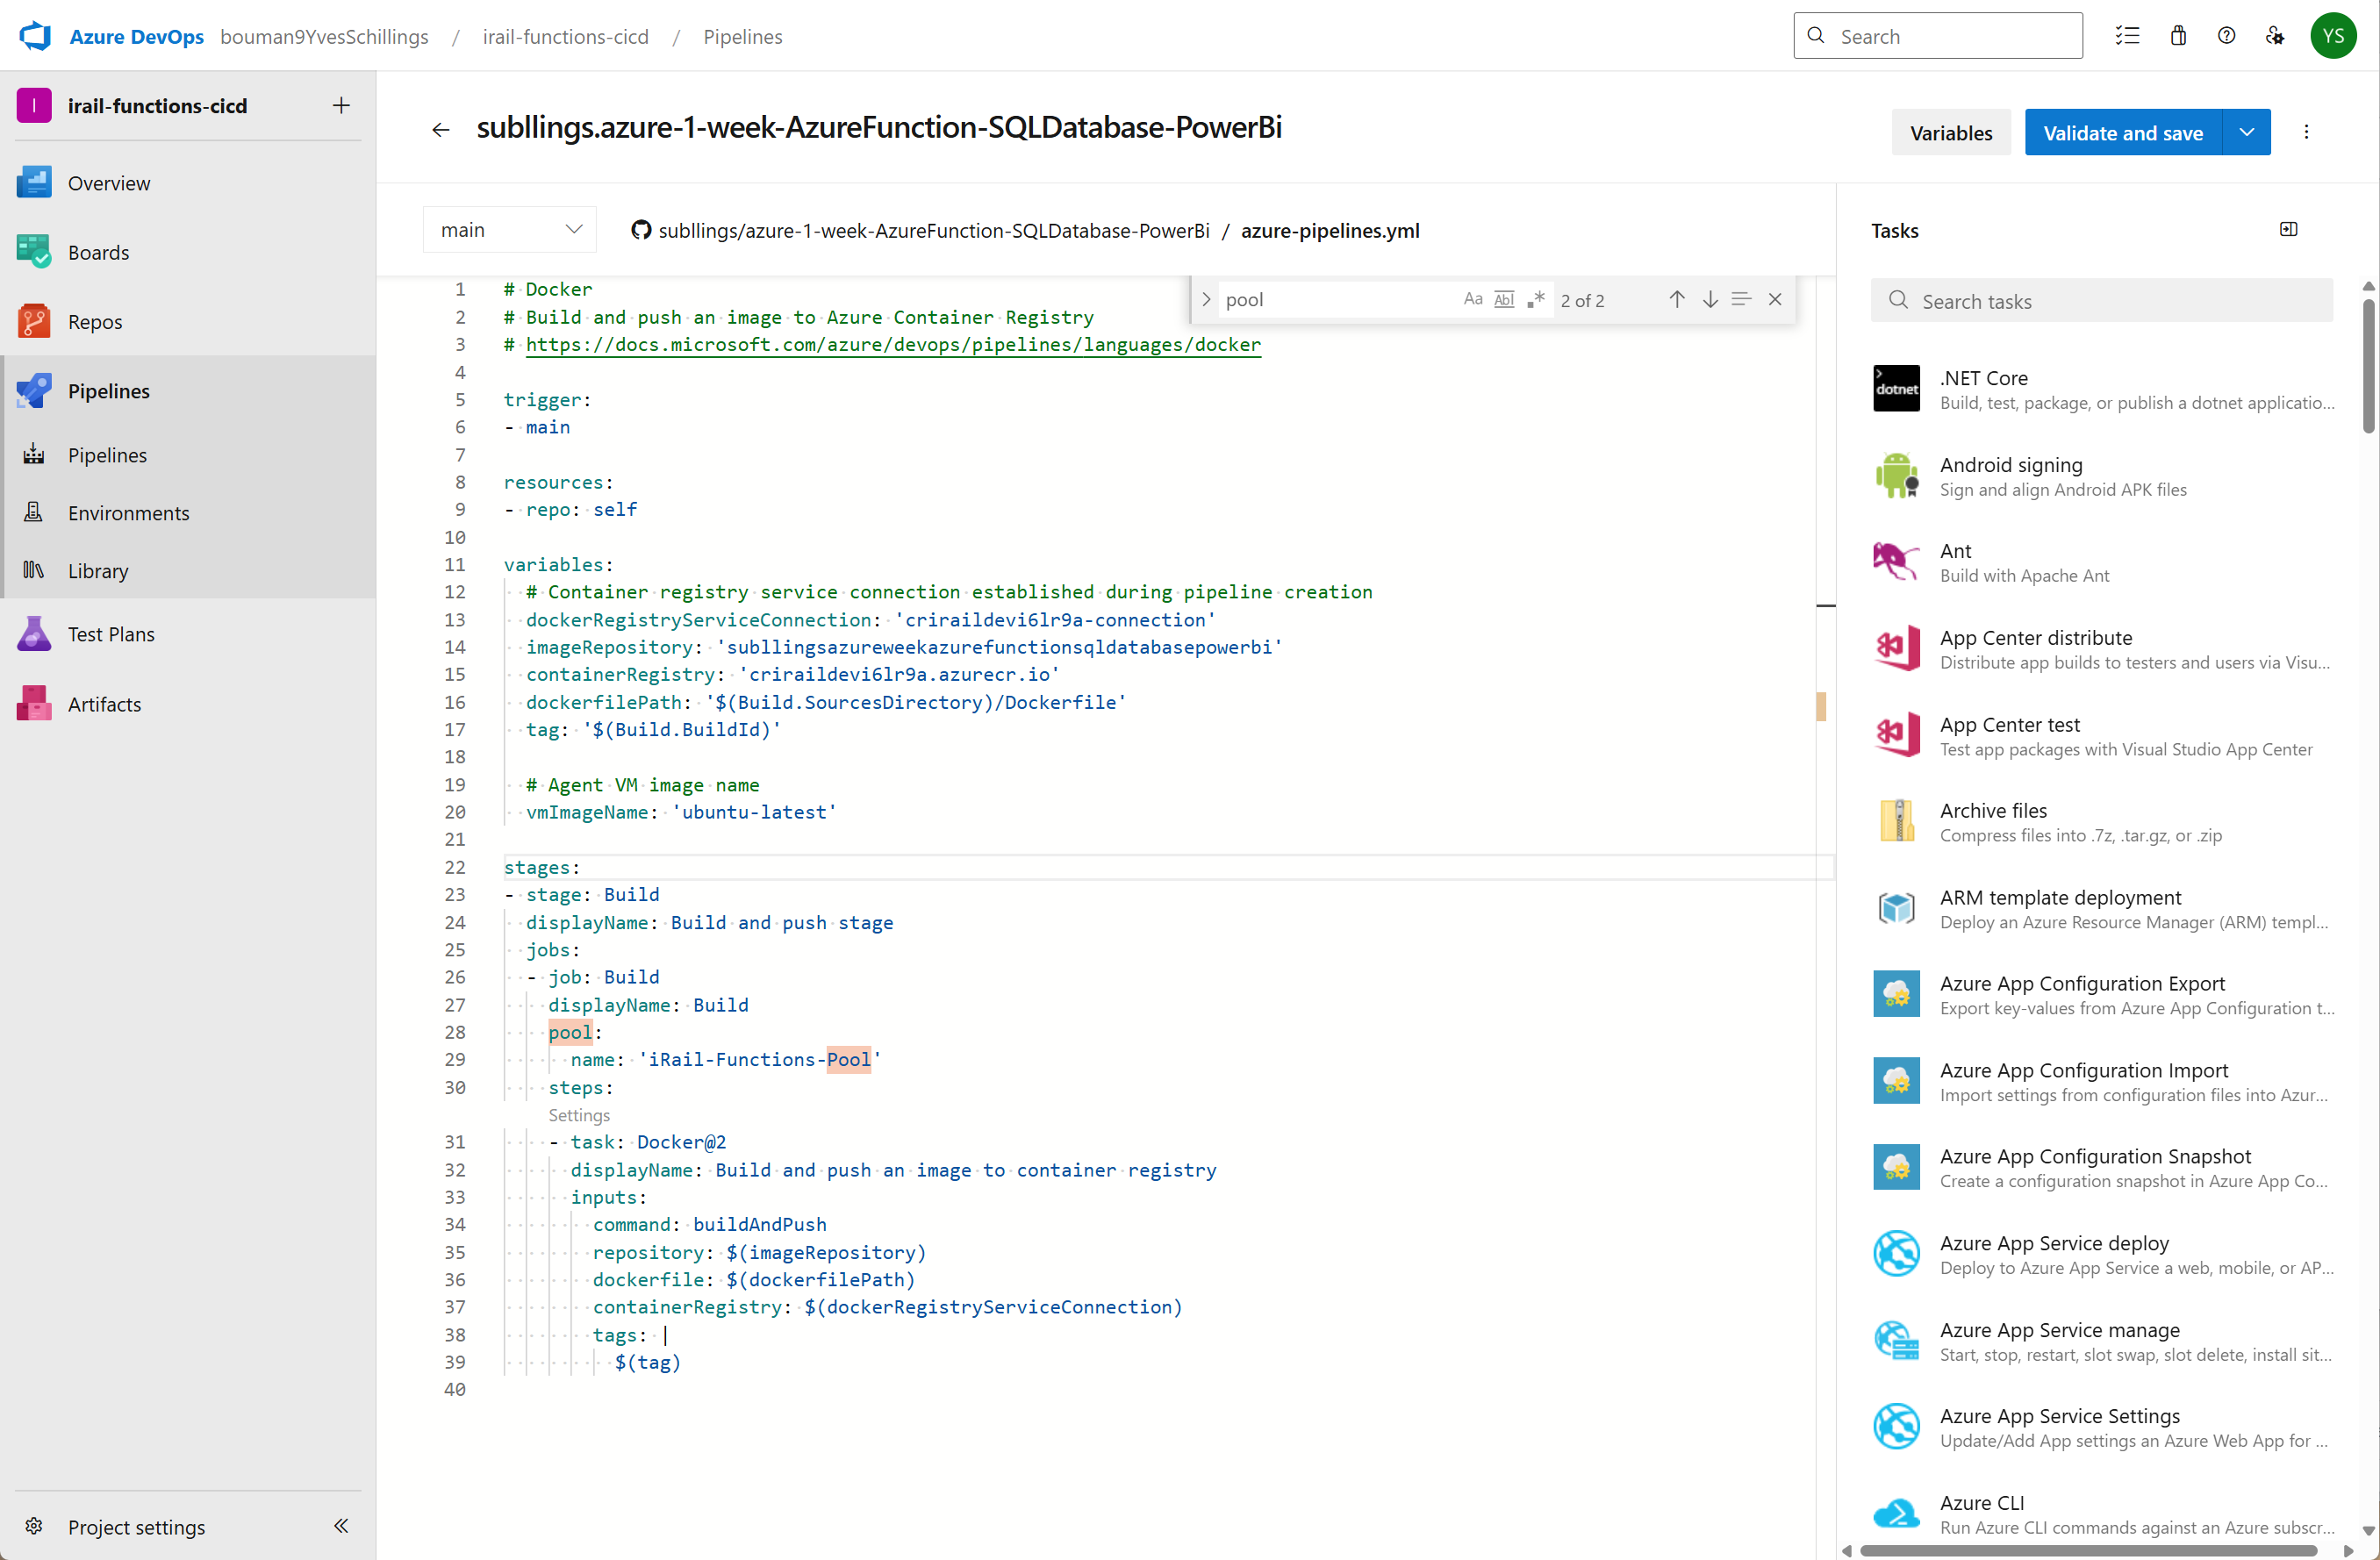 Azure DevOps bouman9YvesSchillings / irail-functions-cicd / Pipelines
Search
YS
I irail-functions-cicd
Overview
Boards
Repos
Pipelines
Pipelines
Environments
Library
Test Plans
Artifacts
Project settings
subllings.azure-1-week-AzureFunction-SQLDatabase-PowerBi
Variables
Validate and save
main
subllings/azure-1-week-AzureFunction-SQLDatabase-PowerBi / azure-pipelines.yml
pool Aa Abl .* 2 of 2
1 # Docker
2 # Build and push an image to Azure Container Registry
3 # https://docs.microsoft.com/azure/devops/pipelines/languages/docker
4
5 trigger:
6 - main
7
8 resources:
9 - repo: self
10
11 variables:
12 # Container registry service connection established during pipeline creation
13 dockerRegistryServiceConnection: 'criraildevi6lr9a-connection'
14 imageRepository: 'subllingsazureweekazurefunctionsqldatabasepowerbi'
15 containerRegistry: 'criraildevi6lr9a.azurecr.io'
16 dockerfilePath: '$(Build.SourcesDirectory)/Dockerfile'
17 tag: '$(Build.BuildId)'
18
19 # Agent VM image name
20 vmImageName: 'ubuntu-latest'
21
22 stages:
23 - stage: Build
24 displayName: Build and push stage
25 jobs:
26 - job: Build
27 displayName: Build
28 pool:
29 name: 'iRail-Functions-Pool'
30 steps:
Settings
31 - task: Docker@2
32 displayName: Build and push an image to container registry
33 inputs:
34 command: buildAndPush
35 repository: $(imageRepository)
36 dockerfile: $(dockerfilePath)
37 containerRegistry: $(dockerRegistryServiceConnection)
38 tags: |
39 $(tag)
40
Tasks
Search tasks
dotnet
.NET Core
Build, test, package, or publish a dotnet applicatio...
Android signing
Sign and align Android APK files
Ant
Build with Apache Ant
App Center distribute
Distribute app builds to testers and users via Visu...
App Center test
Test app packages with Visual Studio App Center
Archive files
Compress files into .7z, .tar.gz, or .zip
ARM template deployment
Deploy an Azure Resource Manager (ARM) templ...
Azure App Configuration Export
Export key-values from Azure App Configuration t...
Azure App Configuration Import
Import settings from configuration files into Azur...
Azure App Configuration Snapshot
Create a configuration snapshot in Azure App Co...
Azure App Service deploy
Deploy to Azure App Service a web, mobile, or AP...
Azure App Service manage
Start, stop, restart, slot swap, slot delete, install sit...
Azure App Service Settings
Update/Add App settings an Azure Web App for ...
Azure CLI
Run Azure CLI commands against an Azure subscr...